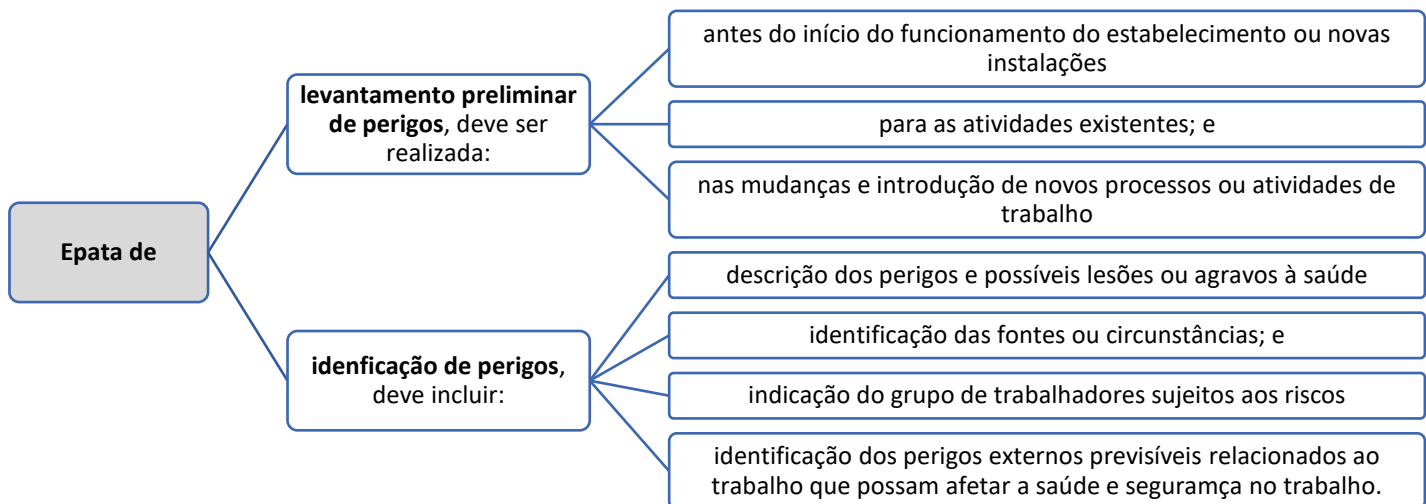 Epata de
levantamento preliminar
de perigos, deve ser
realizada:
antes do início do funcionamento do estabelecimento ou novas
instalações
para as atividades existentes; e
nas mudanças e introdução de novos processos ou atividades de
trabalho
idenficação de perigos,
deve incluir:
descrição dos perigos e possíveis lesões ou agravos à saúde
identificação das fontes ou circunstâncias; e
indicação do grupo de trabalhadores sujeitos aos riscos
identificação dos perigos externos previsíveis relacionados ao
trabalho que possam afetar a saúde e seguramça no trabalho.